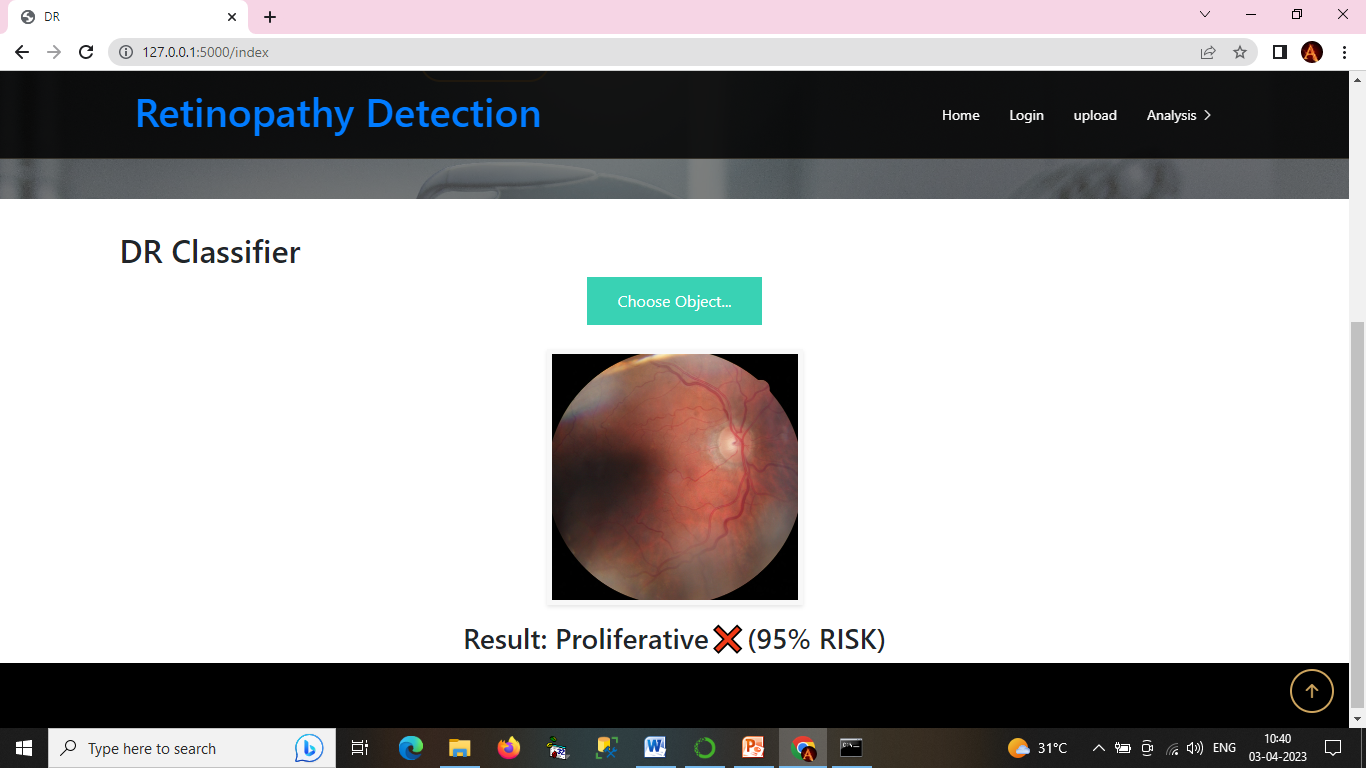 DR
127.0.0.1:5000/index
Retinopathy Detection
Home Login upload Analysis
DR Classifier
Choose Object...
Result: Proliferative❌(95% RISK)
Type here to search
31°C
ENG
10:40
03-04-2023